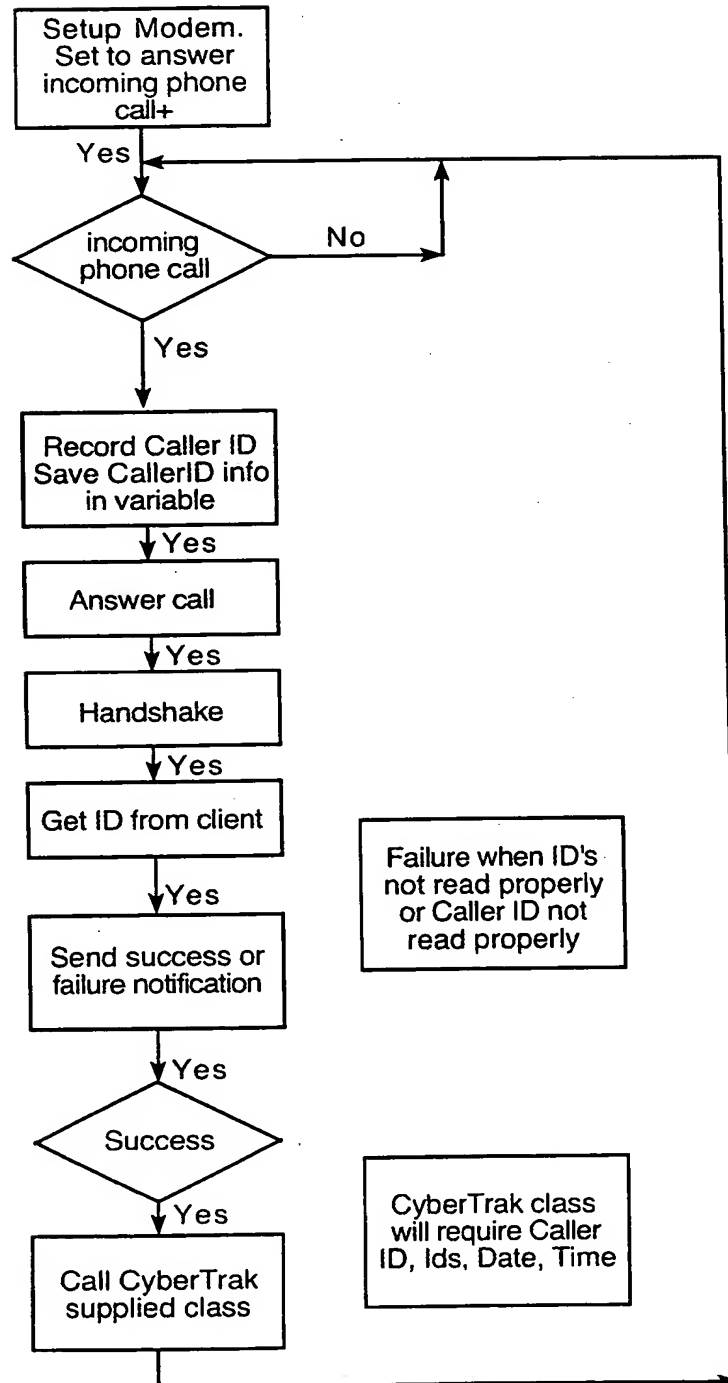 Setup Modem.
Set to answer
incoming phone
call+
Yes
incoming
phone call
No
Yes
Record Caller ID
Save CallerID info
in variable
Yes
Answer call
Yes
Handshake
Yes
Get ID from client
Yes
Failure when ID's
not read properly
or Caller ID not
read properly
Send success or
failure notification
Yes
Success
Yes
CyberTrak class
will require Caller
ID, Ids, Date, Time
Call CyberTrak
supplied class